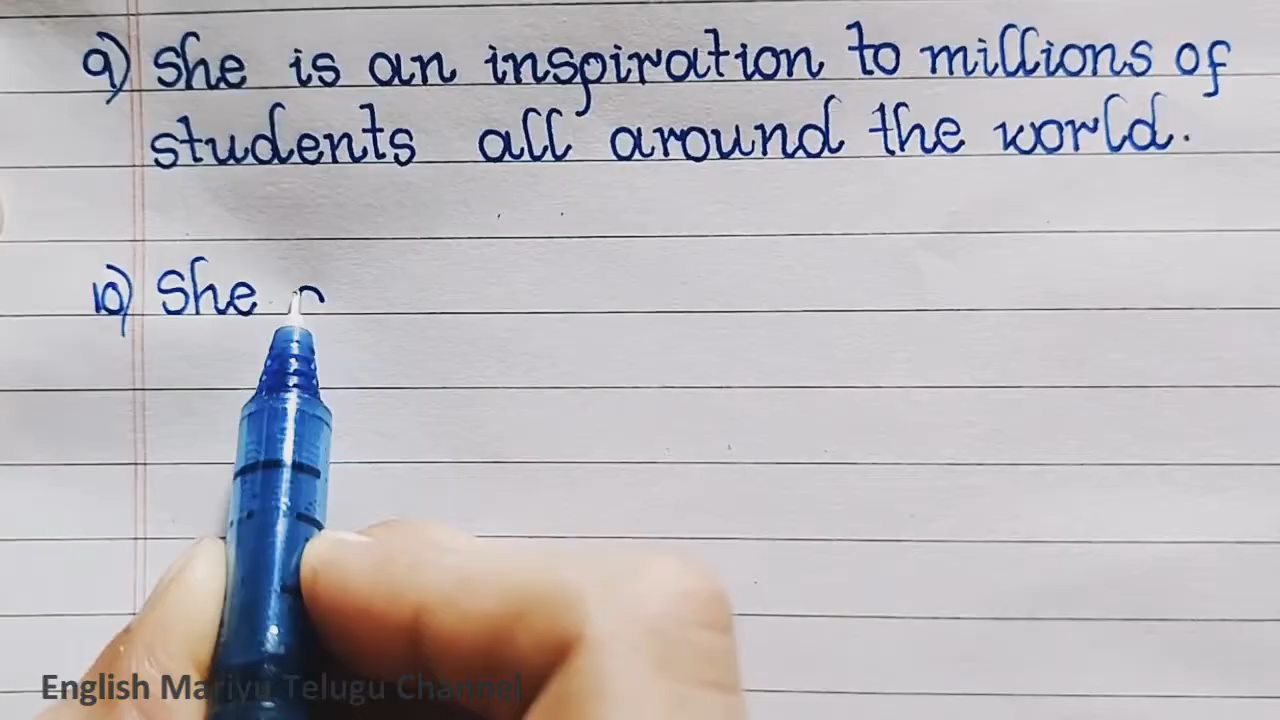 9) She is an inspiration to millions of
students all around the world.
10) She
English Mariyu Telugu Channel